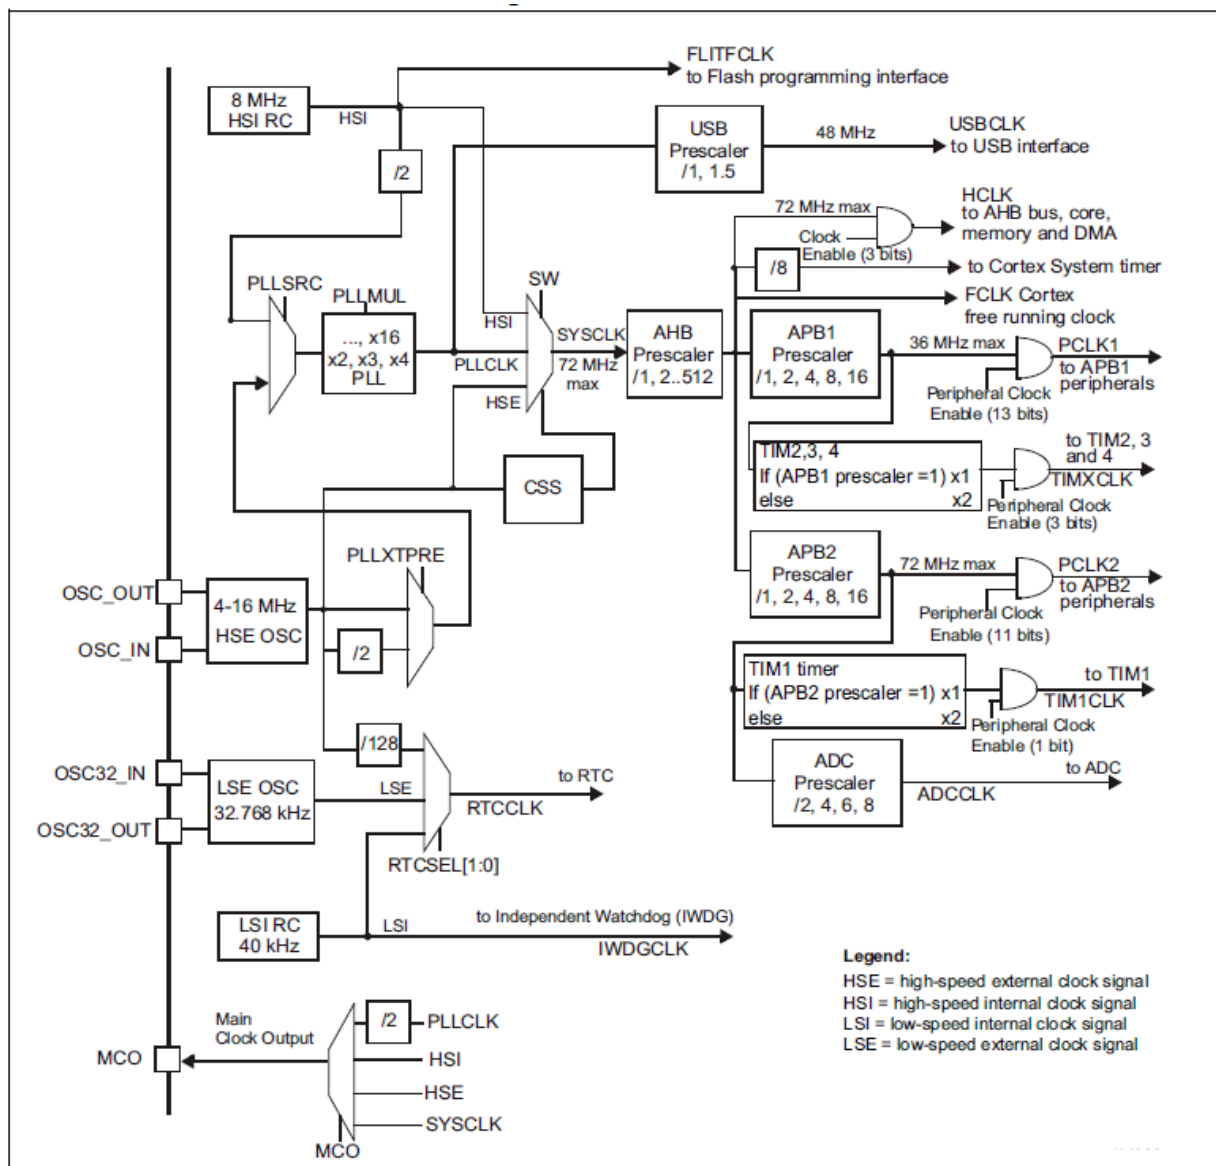 FLITFCLK
to Flash programming interface
8 MHz
HSI RC
HSI
/2
USB
Prescaler
/1, 1.5
48 MHz
USBCLK
to USB interface
72 MHz max
Clock
Enable (3 bits)
HCLK
to AHB bus, core,
memory and DMA
/8
to Cortex System timer
FCLK Cortex
free running clock
PLLSRC
PLLMUL
..., x16
x2, x3, x4
PLL
SW
HSI
PLLCLK
HSE
SYSCLK
72 MHz
max
AHB
Prescaler
/1, 2..512
APB1
Prescaler
/1, 2, 4, 8, 16
36 MHz max
PCLK1
to APB1
peripherals
Peripheral Clock
Enable (13 bits)
TIM2,3, 4
If (APB1 prescaler =1) x1
else x2
to TIM2, 3
and 4
TIMXCLK
Peripheral Clock
Enable (3 bits)
CSS
PLLXTPRE
OSC_OUT
OSC_IN
4-16 MHz
HSE OSC
/2
APB2
Prescaler
/1, 2, 4, 8, 16
72 MHz max
PCLK2
to APB2
peripherals
Peripheral Clock
Enable (11 bits)
TIM1 timer
If (APB2 prescaler =1) x1
else x2
to TIM1
TIM1CLK
Peripheral Clock
Enable (1 bit)
/128
OSC32_IN
OSC32_OUT
LSE OSC
32.768 kHz
LSE
to RTC
RTCCLK
RTCSEL[1:0]
ADC
Prescaler
/2, 4, 6, 8
to ADC
ADCCLK
LSI RC
40 kHz
LSI
to Independent Watchdog (IWDG)
IWDGCLK
Legend:
HSE = high-speed external clock signal
HSI = high-speed internal clock signal
LSI = low-speed internal clock signal
LSE = low-speed external clock signal
Main
Clock Output
MCO
/2
PLLCLK
HSI
HSE
SYSCLK
MCO